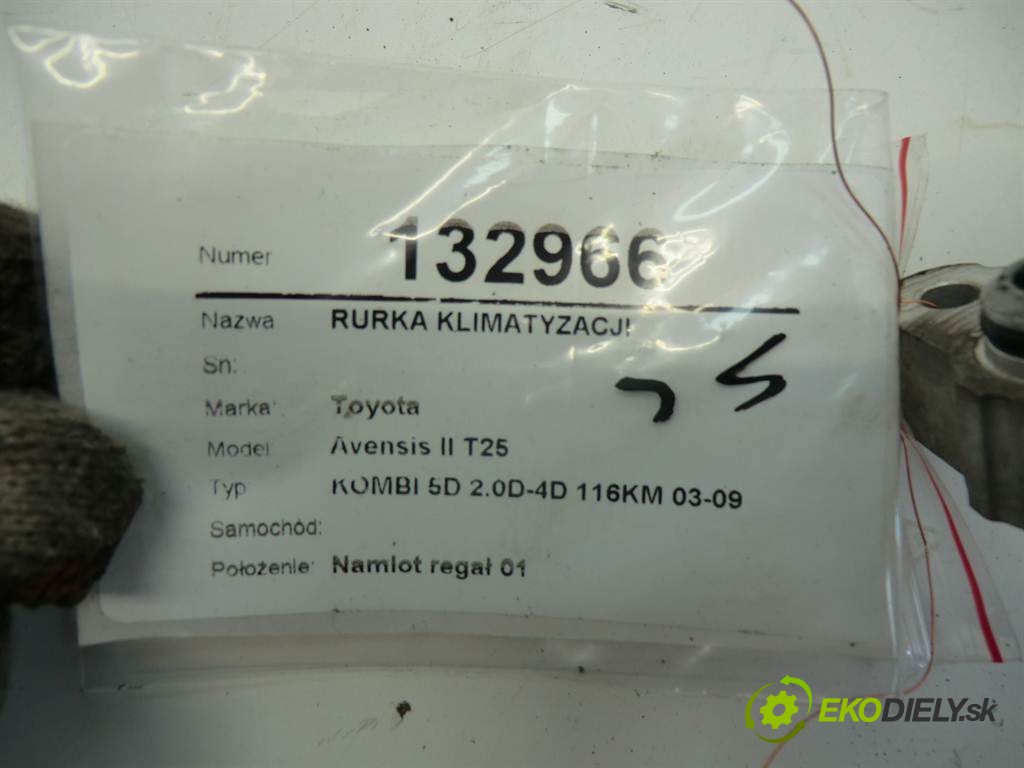 Numer 132966
Nazwa RURKA KLIMATYZACJI
Sn:
Marka: Toyota
Model Avensis II T25
Typ KOMBI 5D 2.0D-4D 116KM 03-09
Samochód:
Położenie: Namlot regał 01
EKODIELY.sk